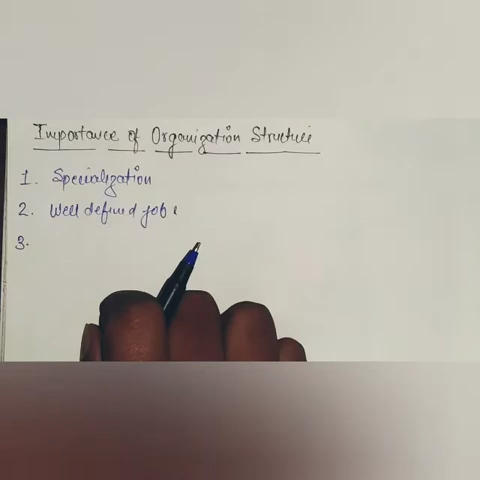 Importance of Organization Structure
1. Specialization
2. Well defined job
3.